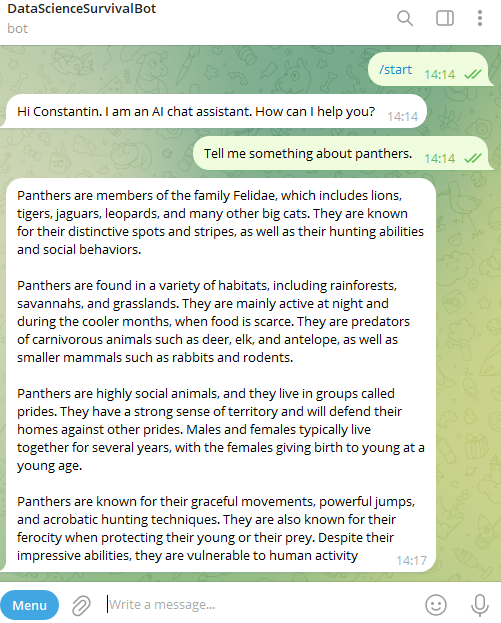 DataScienceSurvivalBot
bot
/start 14:14
Hi Constantin. I am an AI chat assistant. How can I help you? 14:14
Tell me something about panthers. 14:14
Panthers are members of the family Felidae, which includes lions,
tigers, jaguars, leopards, and many other big cats. They are known
for their distinctive spots and stripes, as well as their hunting abilities
and social behaviors.
Panthers are found in a variety of habitats, including rainforests,
savannahs, and grasslands. They are mainly active at night and
during the cooler months, when food is scarce. They are predators
of carnivorous animals such as deer, elk, and antelope, as well as
smaller mammals such as rabbits and rodents.
Panthers are highly social animals, and they live in groups called
prides. They have a strong sense of territory and will defend their
homes against other prides. Males and females typically live
together for several years, with the females giving birth to young at a
young age.
Panthers are known for their graceful movements, powerful jumps,
and acrobatic hunting techniques. They are also known for their
ferocity when protecting their young or their prey. Despite their
impressive abilities, they are vulnerable to human activity 14:17
Menu Write a message...